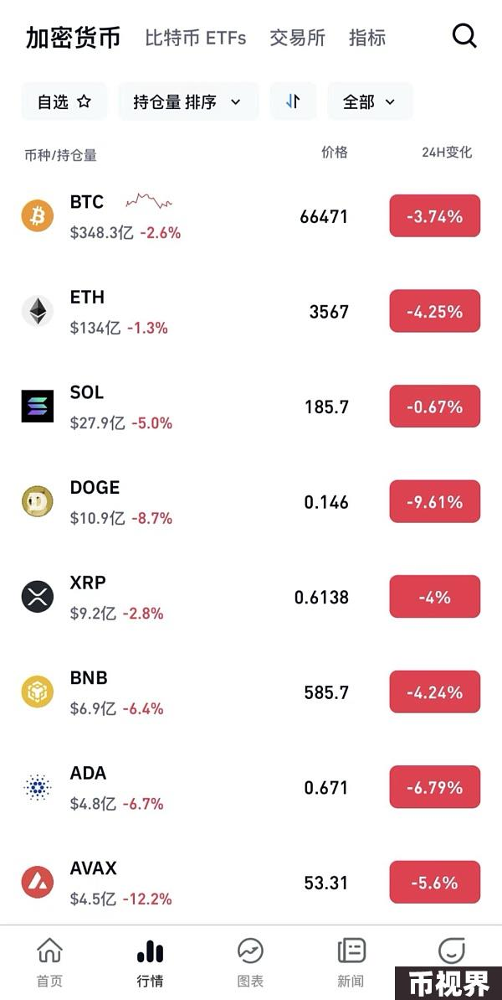 加密货币 比特币 ETFs 交易所 指标
自选 持仓量 排序 全部
币种/持仓量 价格 24H变化
BTC
66471 -3.74%
$348.3亿 -2.6%
ETH
3567 -4.25%
$134亿 -1.3%
SOL
185.7 -0.67%
$27.9亿 -5.0%
DOGE
0.146 -9.61%
$10.9亿 -8.7%
XRP
0.6138 -4%
$9.2亿 -2.8%
BNB
585.7 -4.24%
$6.9亿 -6.4%
ADA
0.671 -6.79%
$4.8亿 -6.7%
AVAX
53.31 -5.6%
$4.5亿 -12.2%
首页 行情 图表 新闻
币视界